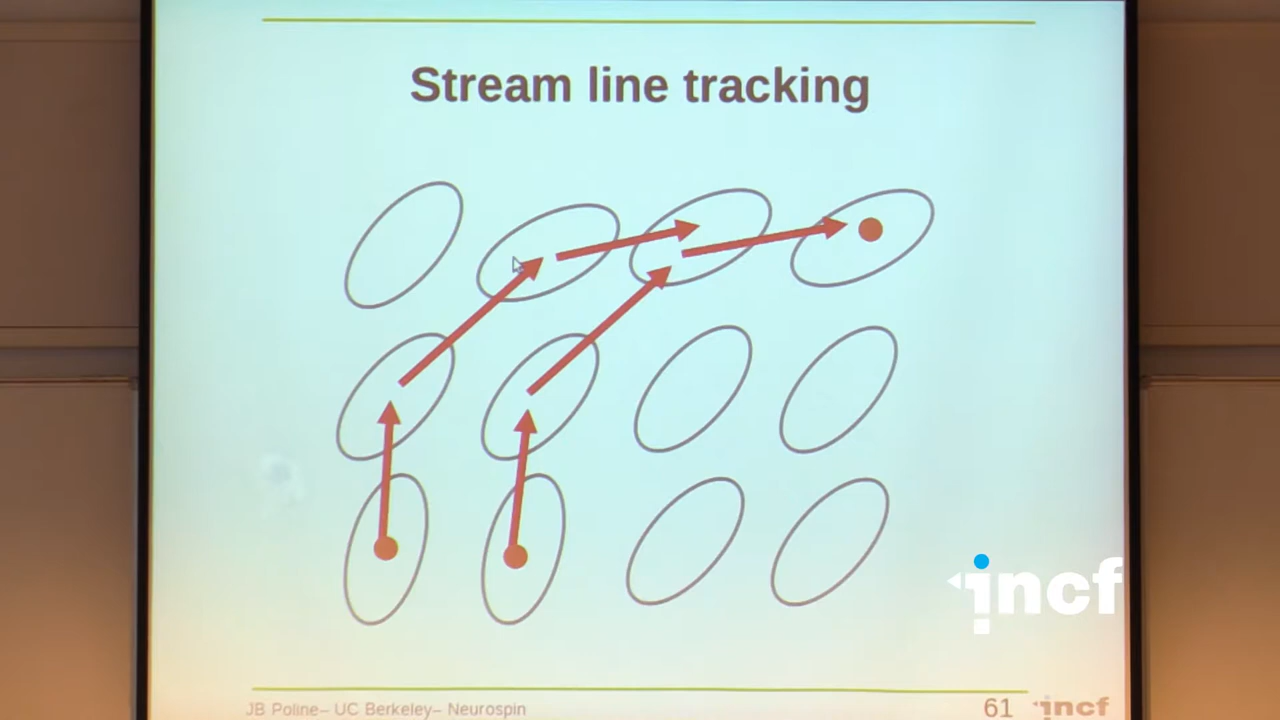 Stream line tracking
incf
JB Poline– UC Berkeley– Neurospin
61
incf